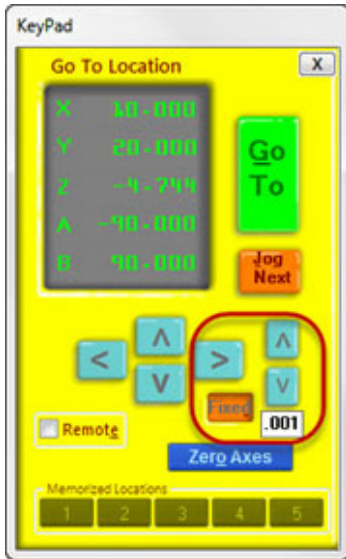 KeyPad
Go To Location
X
X 10.000
Y 20.000
Z -4.744
A -90.000
B 90.000
Go
To
Jog
Next
< ∧ ∨ >
∧
∨
Fixed
.001
Remote
Zero Axes
Memorized Locations
1 2 3 4 5